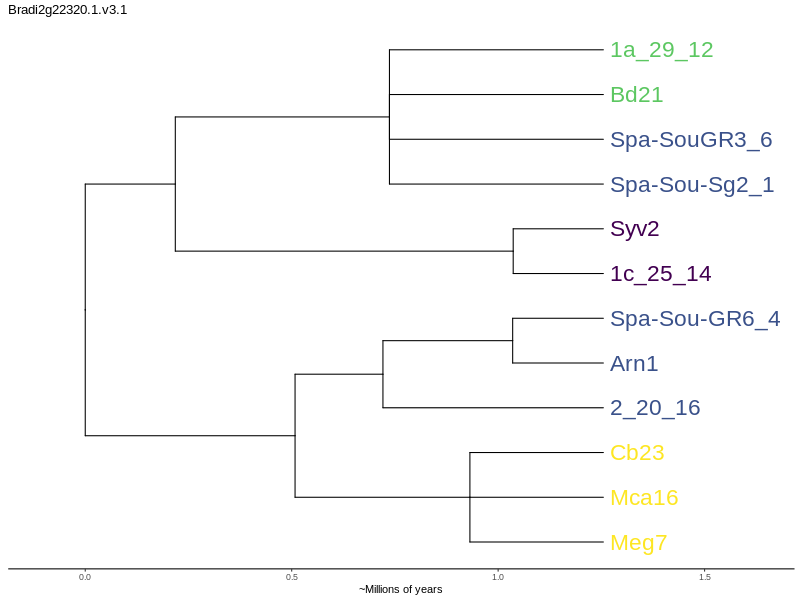 Bradi2g22320.1.v3.1
1a_29_12
Bd21
Spa-SouGR3_6
Spa-Sou-Sg2_1
Syv2
1c_25_14
Spa-Sou-GR6_4
Arn1
2_20_16
Cb23
Mca16
Meg7
0.0 0.5 1.0 1.5
~Millions of years